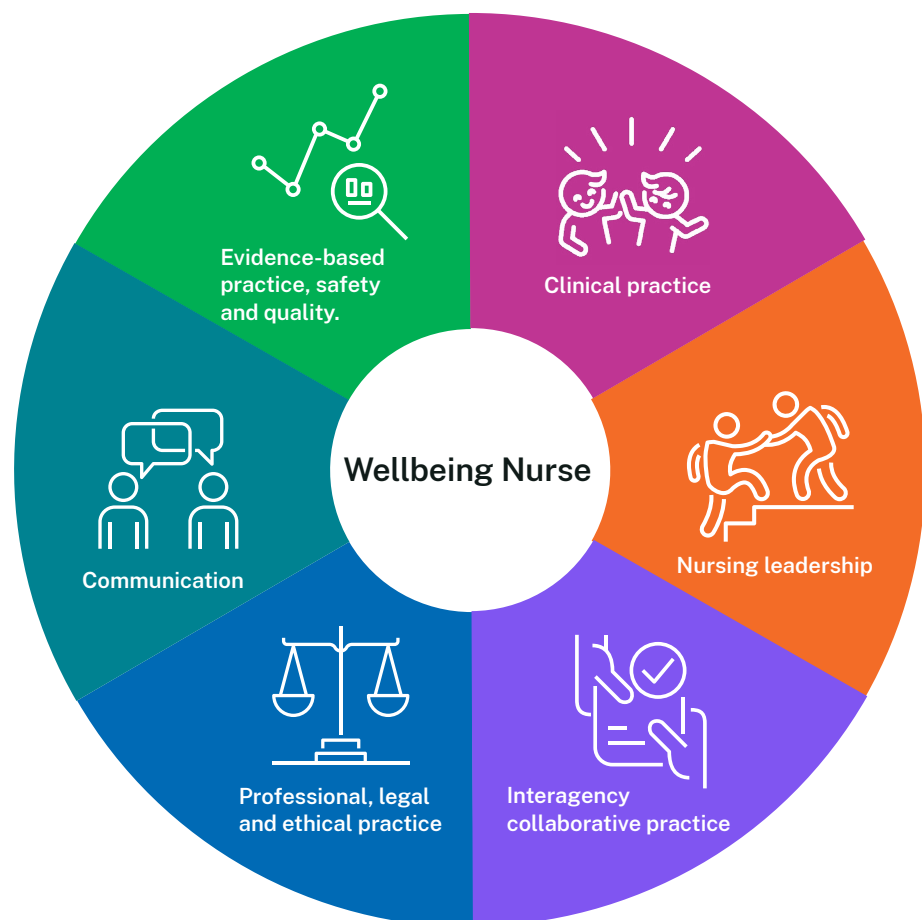 Evidence-based
practice, safety
and quality.
Clinical practice
Wellbeing Nurse
Communication
Nursing leadership
Professional, legal
and ethical practice
Interagency
collaborative practice